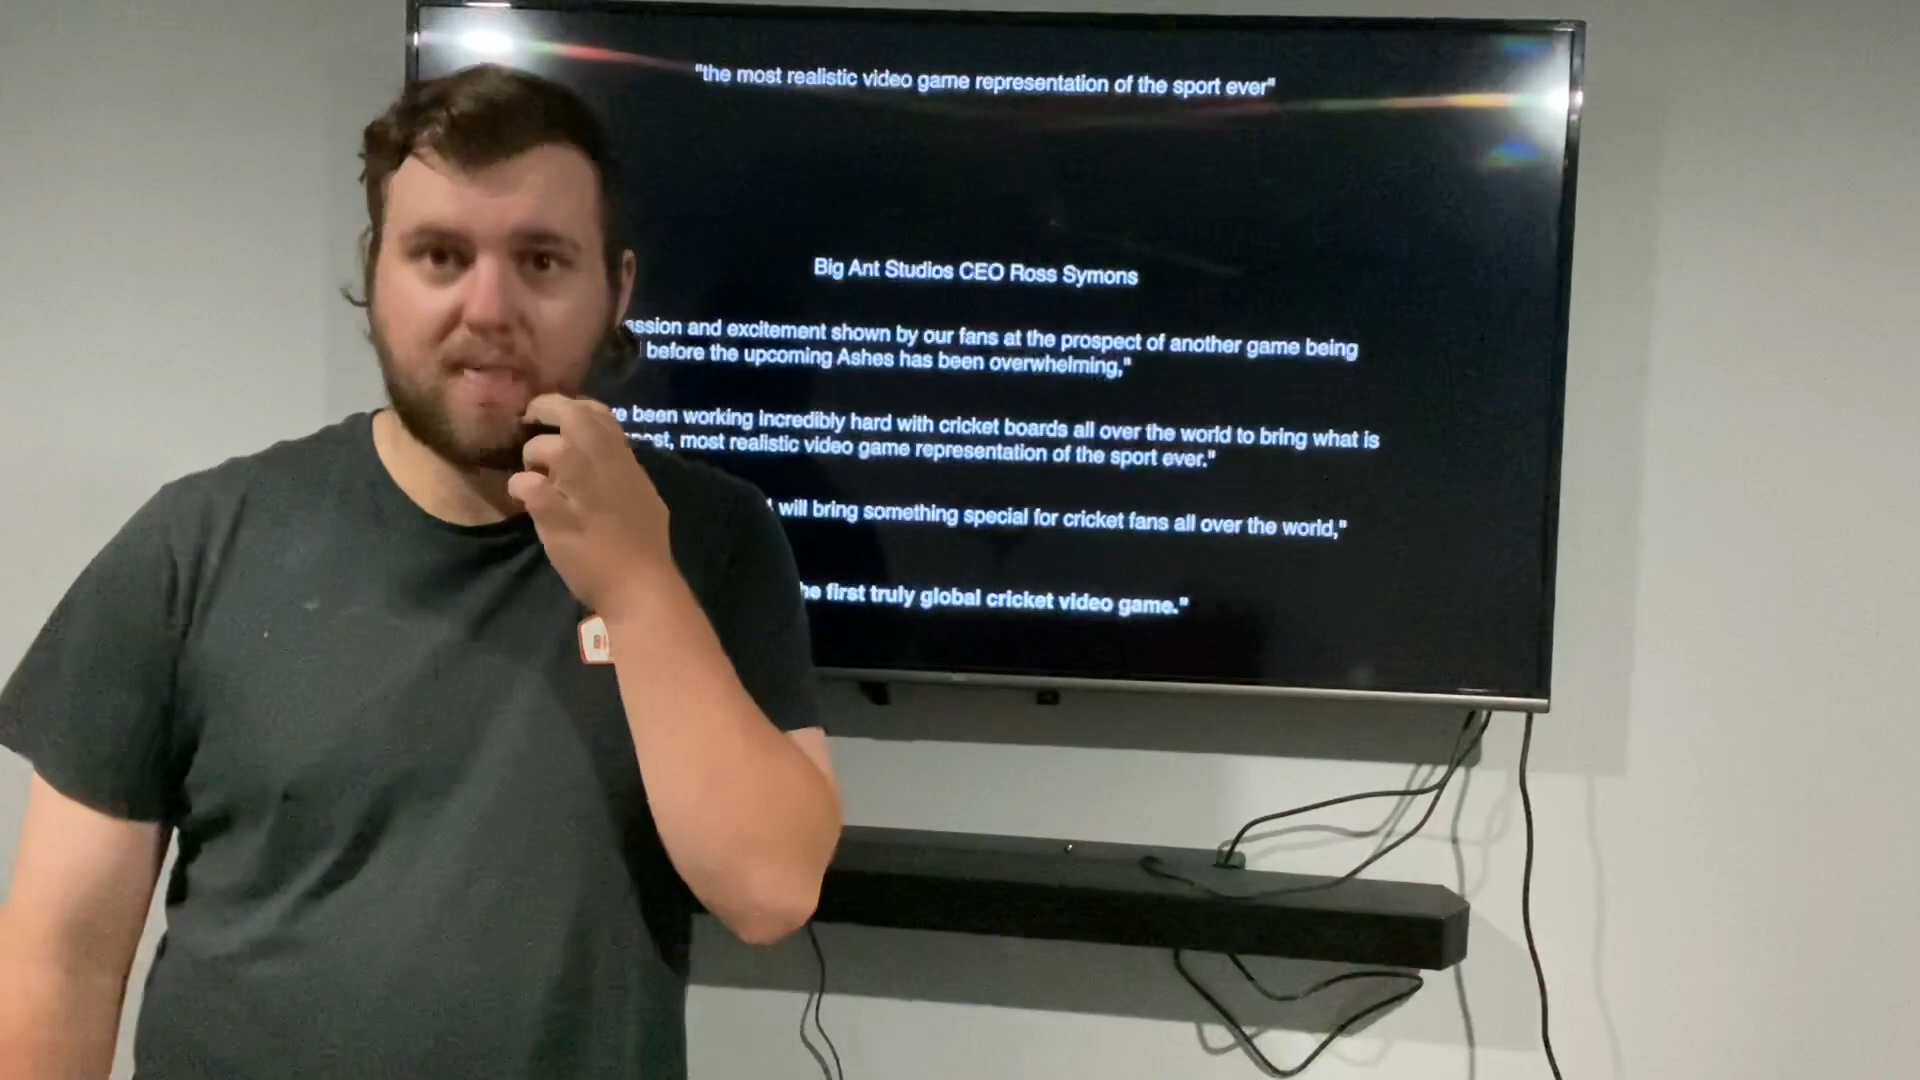 "the most realistic video game representation of the sport ever"
Big Ant Studios CEO Ross Symons
and excitement shown by our fans at the prospect of another game being
before the upcoming Ashes has been overwhelming,"
been working incredibly hard with cricket boards all over the world to bring what is
most realistic video game representation of the sport ever."
will bring something special for cricket fans all over the world,"
first truly global cricket video game."